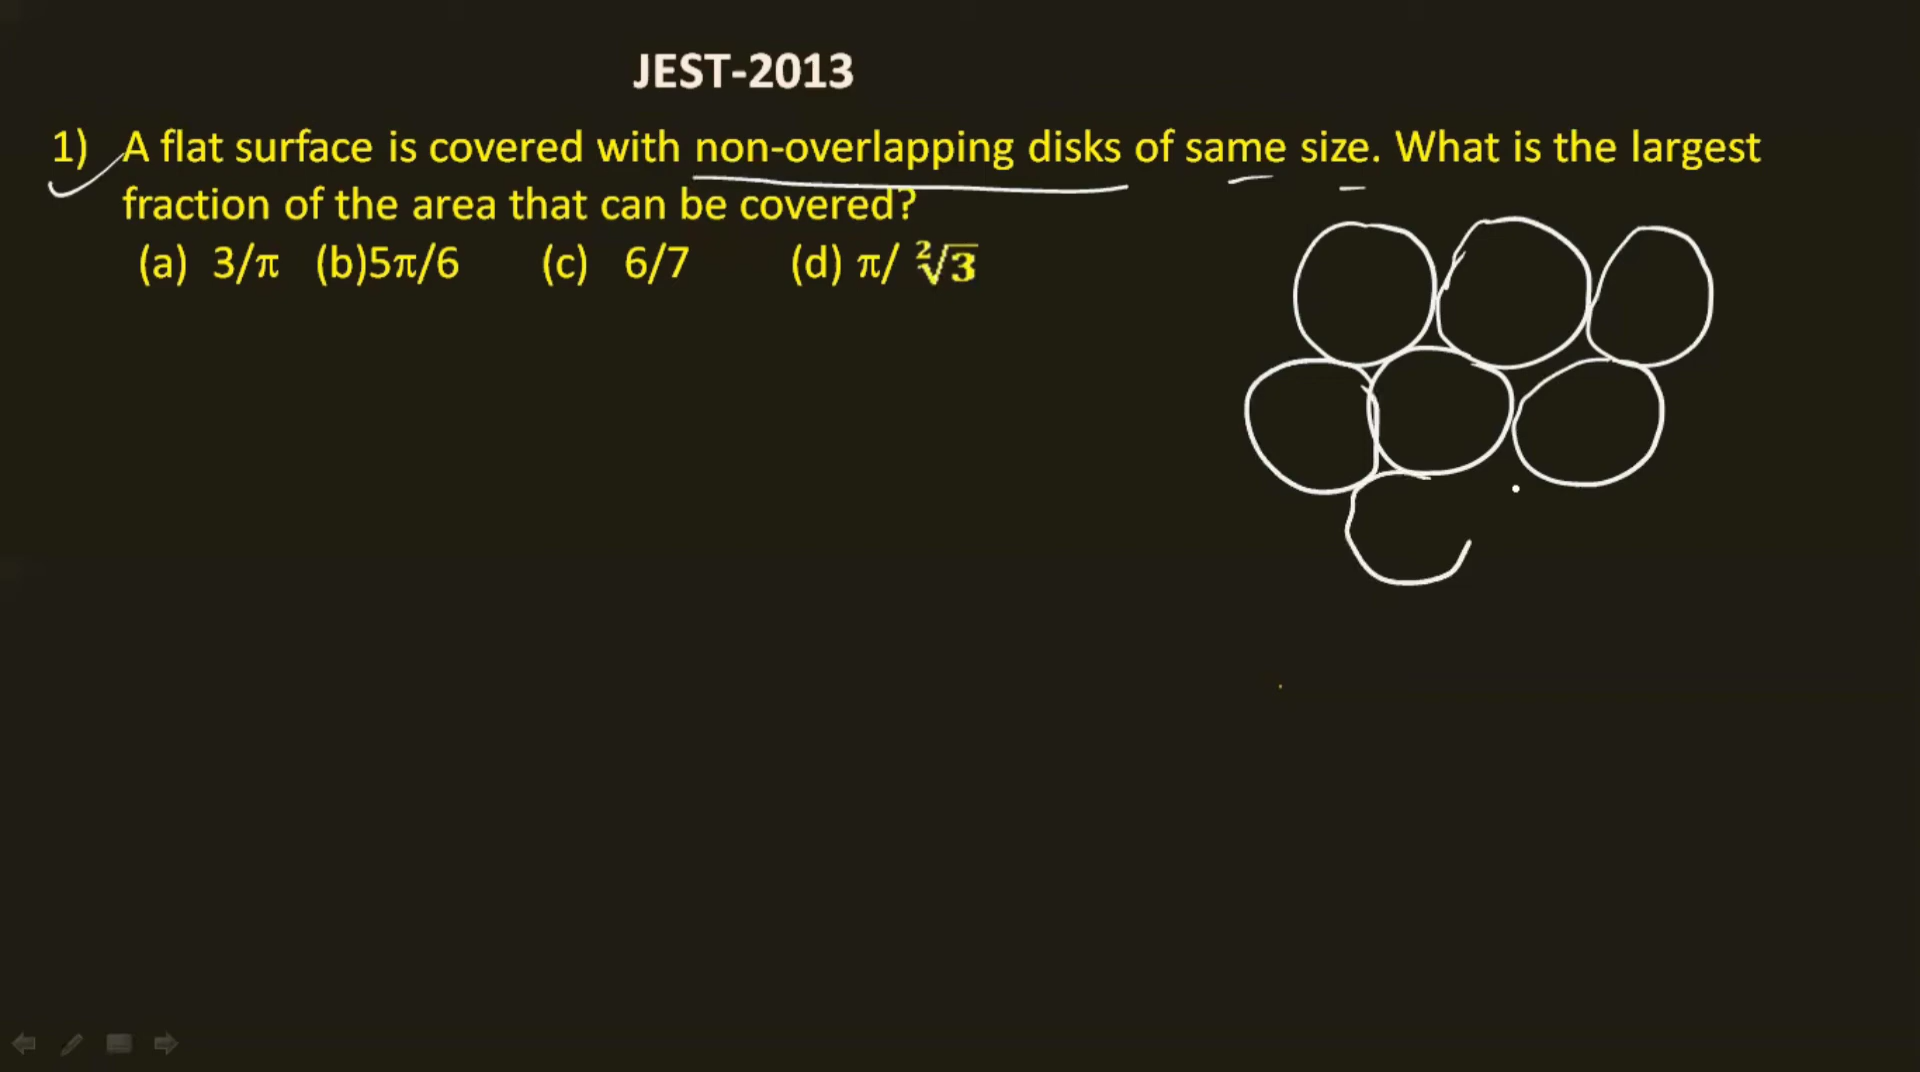 JEST-2013
1) A flat surface is covered with non-overlapping disks of same size. What is the largest
fraction of the area that can be covered?
(a) 3/π (b)5π/6 (c) 6/7 (d) π/ ²√3